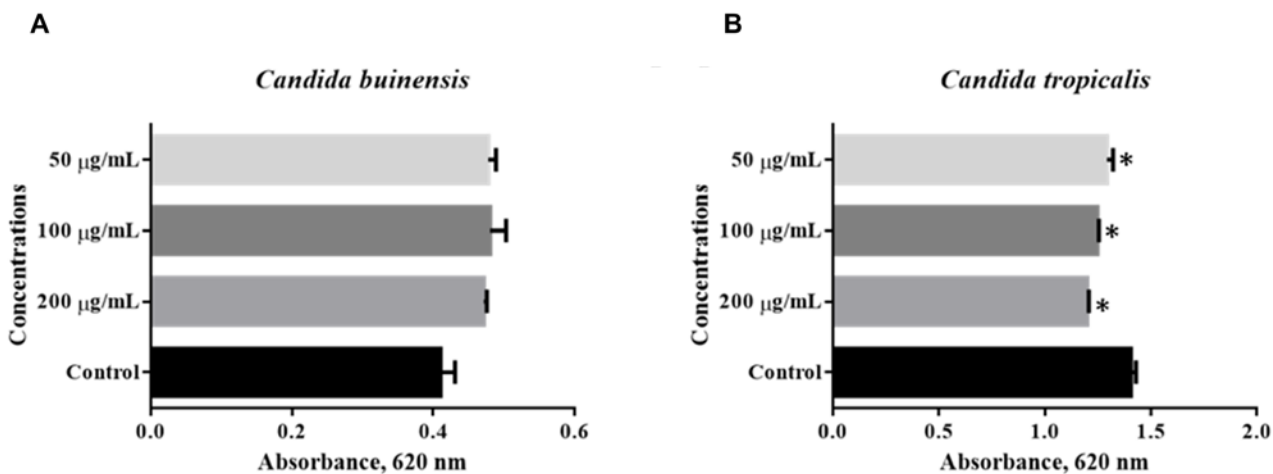 A
Candida buinensis
Concentrations
50 μg/mL
100 μg/mL
200 μg/mL
Control
0.0 0.2 0.4 0.6
Absorbance, 620 nm
B
Candida tropicalis
Concentrations
50 μg/mL *
100 μg/mL *
200 μg/mL *
Control
0.0 0.5 1.0 1.5 2.0
Absorbance, 620 nm